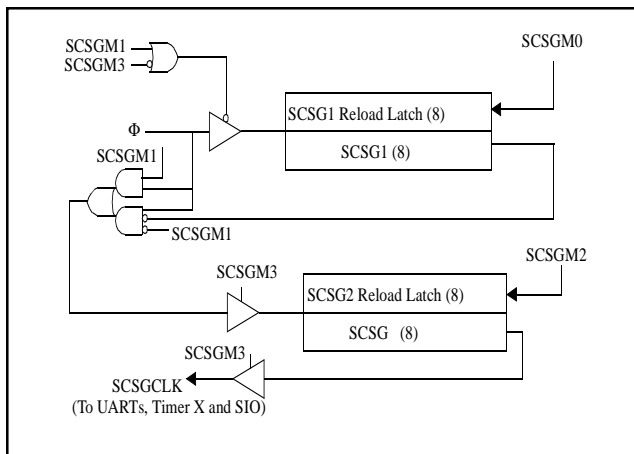 SCSGM1
SCSGM3
SCSGM0
SCSG1 Reload Latch (8)
Φ
SCSG1 (8)
SCSGM1
SCSGM1
SCSGM2
SCSGM3
SCSG2 Reload Latch (8)
SCSG (8)
SCSGM3
SCSGCLK
(To UARTs, Timer X and SIO)